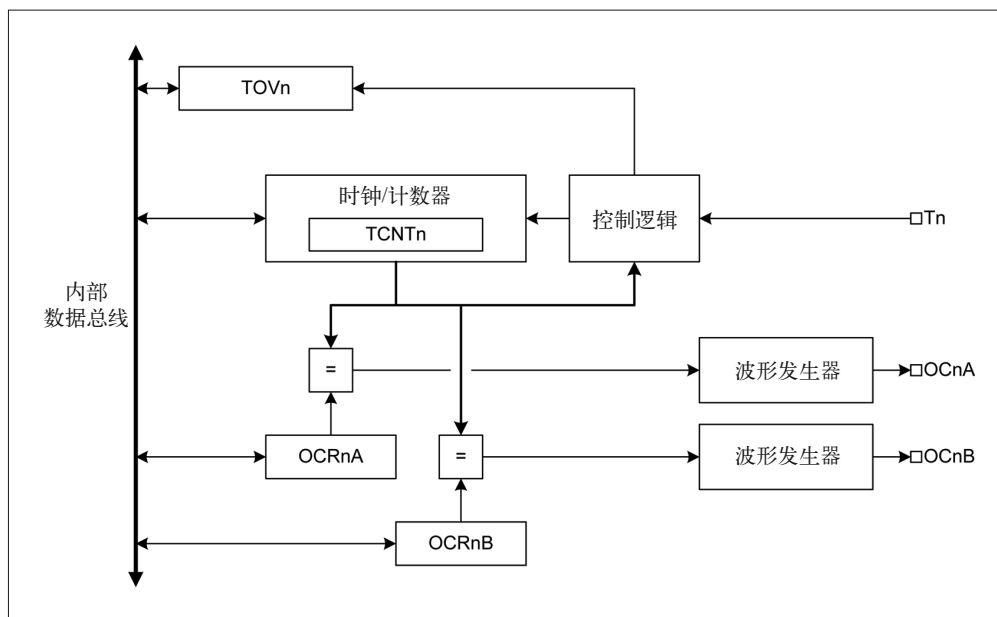 TOVn
时钟/计数器
TCNTn
控制逻辑
Tn
内部
数据总线
=
波形发生器
OCnA
OCRnA
=
波形发生器
OCnB
OCRnB